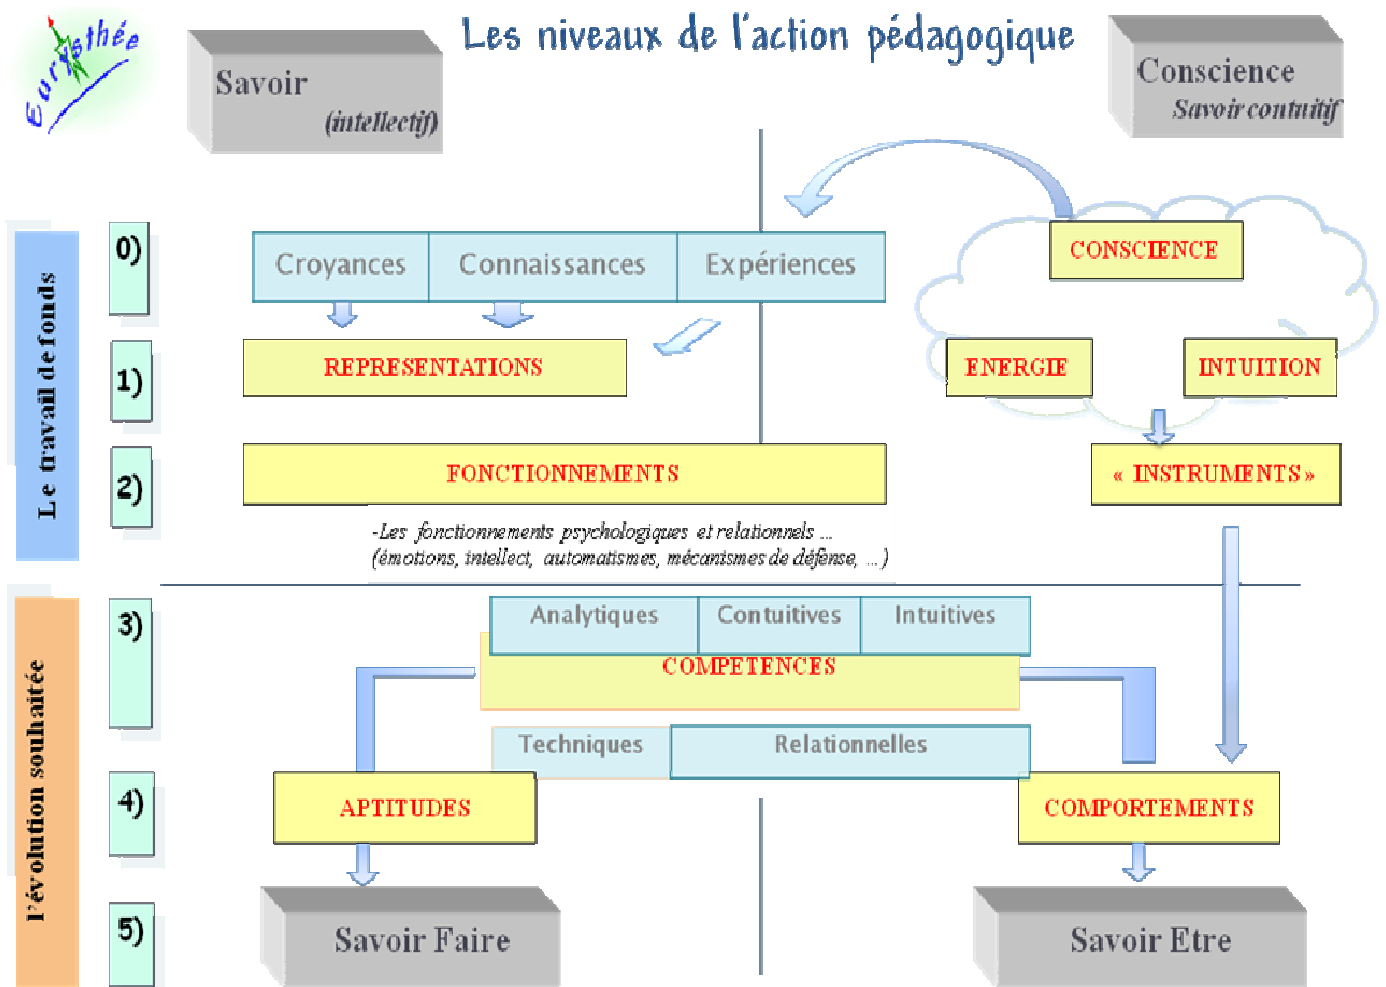 Eurysthée
Les niveaux de l'action pédagogique
Savoir
(intellectif)
Conscience
Savoir contuitif
Le travail de fonds
0)
Croyances
Connaissances
Expériences
CONSCIENCE
1)
REPRESENTATIONS
ENERGIE
INTUITION
2)
FONCTIONNEMENTS
« INSTRUMENTS »
-Les fonctionnements psychologiques et relationnels ...
(émotions, intellect, automatismes, mécanismes de défense, ...)
l'évolution souhaitée
3)
Analytiques
Contuitives
Intuitives
COMPETENCES
Techniques
Relationnelles
4)
APTITUDES
COMPORTEMENTS
5)
Savoir Faire
Savoir Etre